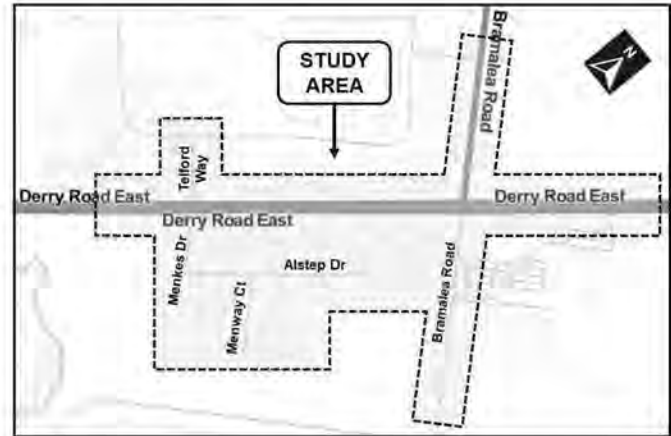 STUDY
AREA
Bramalea Road
N
Telford
Way
Derry Road East
Derry Road East
Derry Road East
Menkes Dr
Alstep Dr
Menway Ct
Bramalea Road